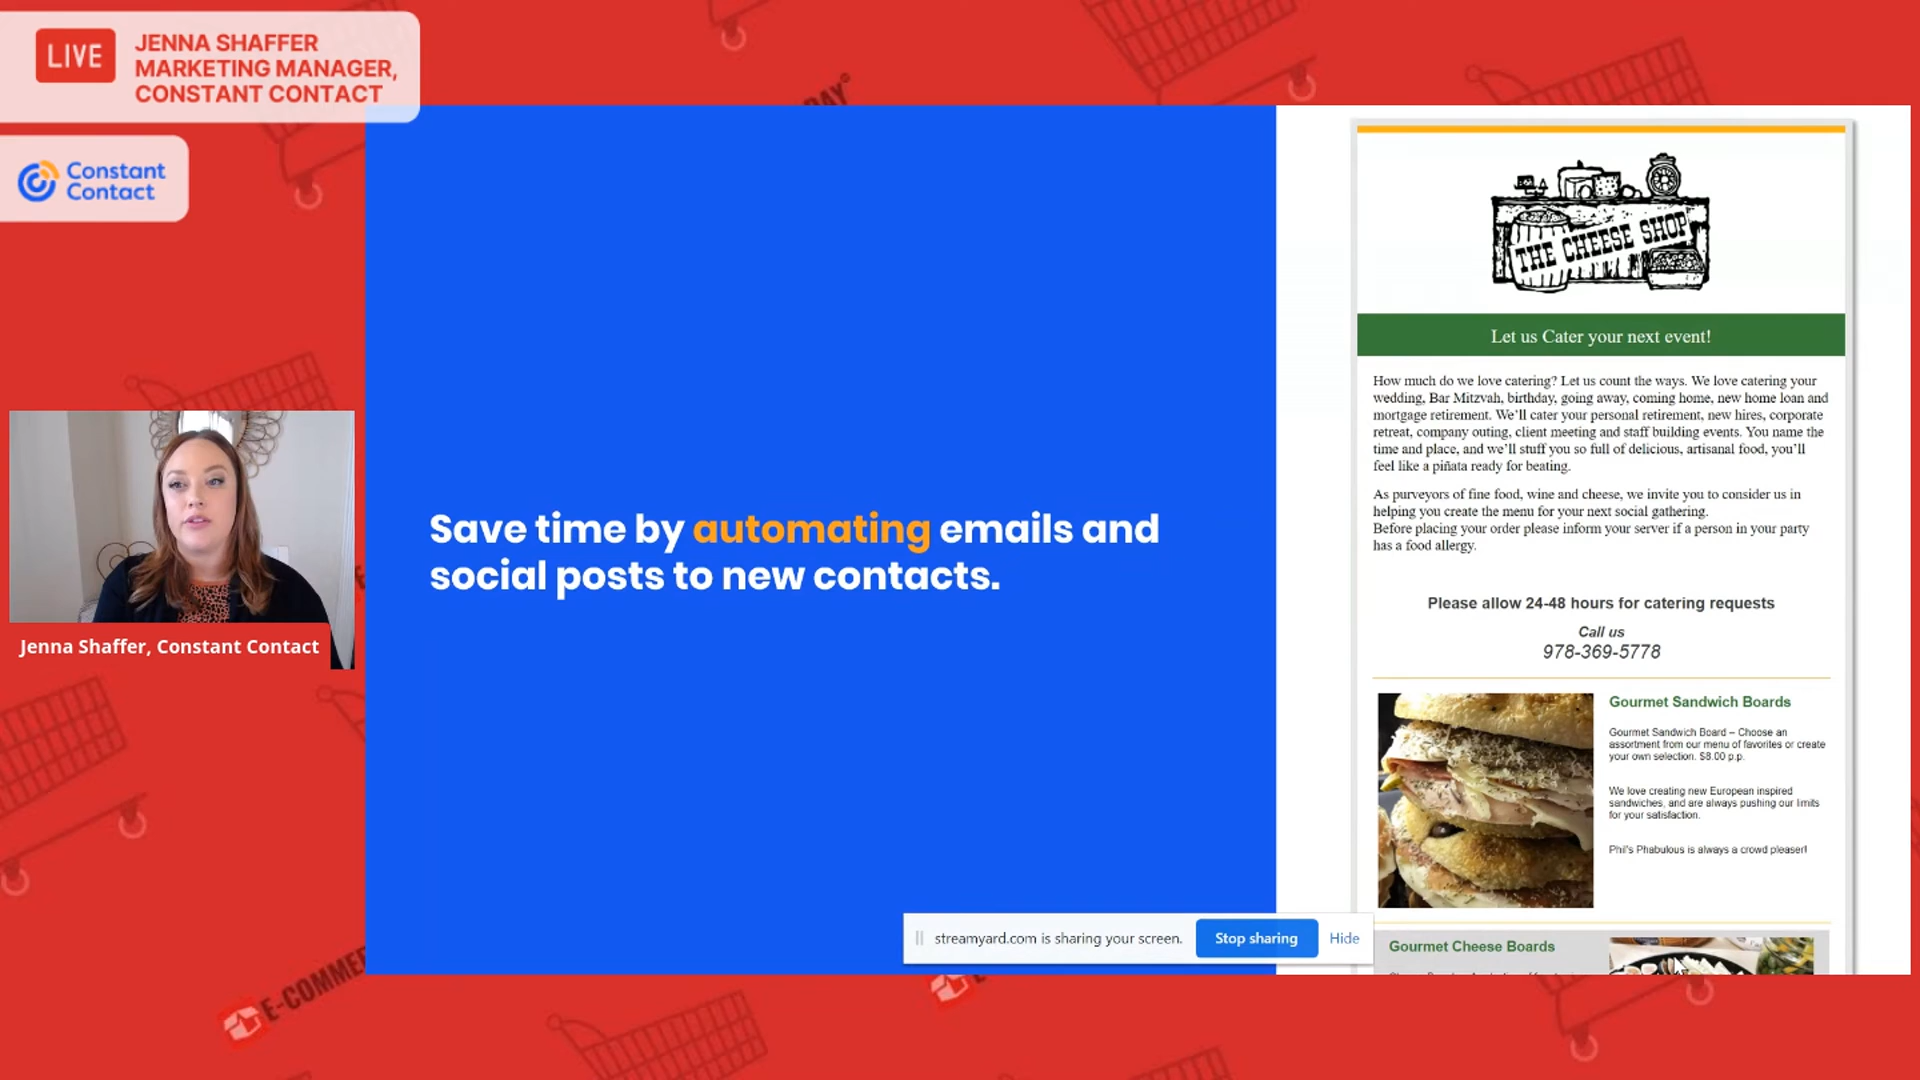 LIVE
JENNA SHAFFER
MARKETING MANAGER,
CONSTANT CONTACT
Constant
Contact
Jenna Shaffer, Constant Contact
Save time by automating emails and
social posts to new contacts.
streamyard.com is sharing your screen.
Stop sharing
Hide
THE CHEESE SHOP
Let us Cater your next event!
How much do we love catering? Let us count the ways. We love catering your
wedding, Bar Mitzvah, birthday, going away, coming home, new home loan and
mortgage retirement. We'll cater your personal retirement, new hires, corporate
retreat, company outing, client meeting and staff building events. You name the
time and place, and we'll stuff you so full of delicious, artisanal food, you'll
feel like a piñata ready for beating.
As purveyors of fine food, wine and cheese, we invite you to consider us in
helping you create the menu for your next social gathering.
Before placing your order please inform your server if a person in your party
has a food allergy.
Please allow 24-48 hours for catering requests
Call us
978-369-5778
Gourmet Sandwich Boards
Gourmet Sandwich Board – Choose an
assortment from our menu of favorites or create
your own selection. $8.00 p.p.
We love creating new European inspired
sandwiches, and are always pushing our limits
for your satisfaction.
Phil's Phabulous is always a crowd pleaser!
Gourmet Cheese Boards